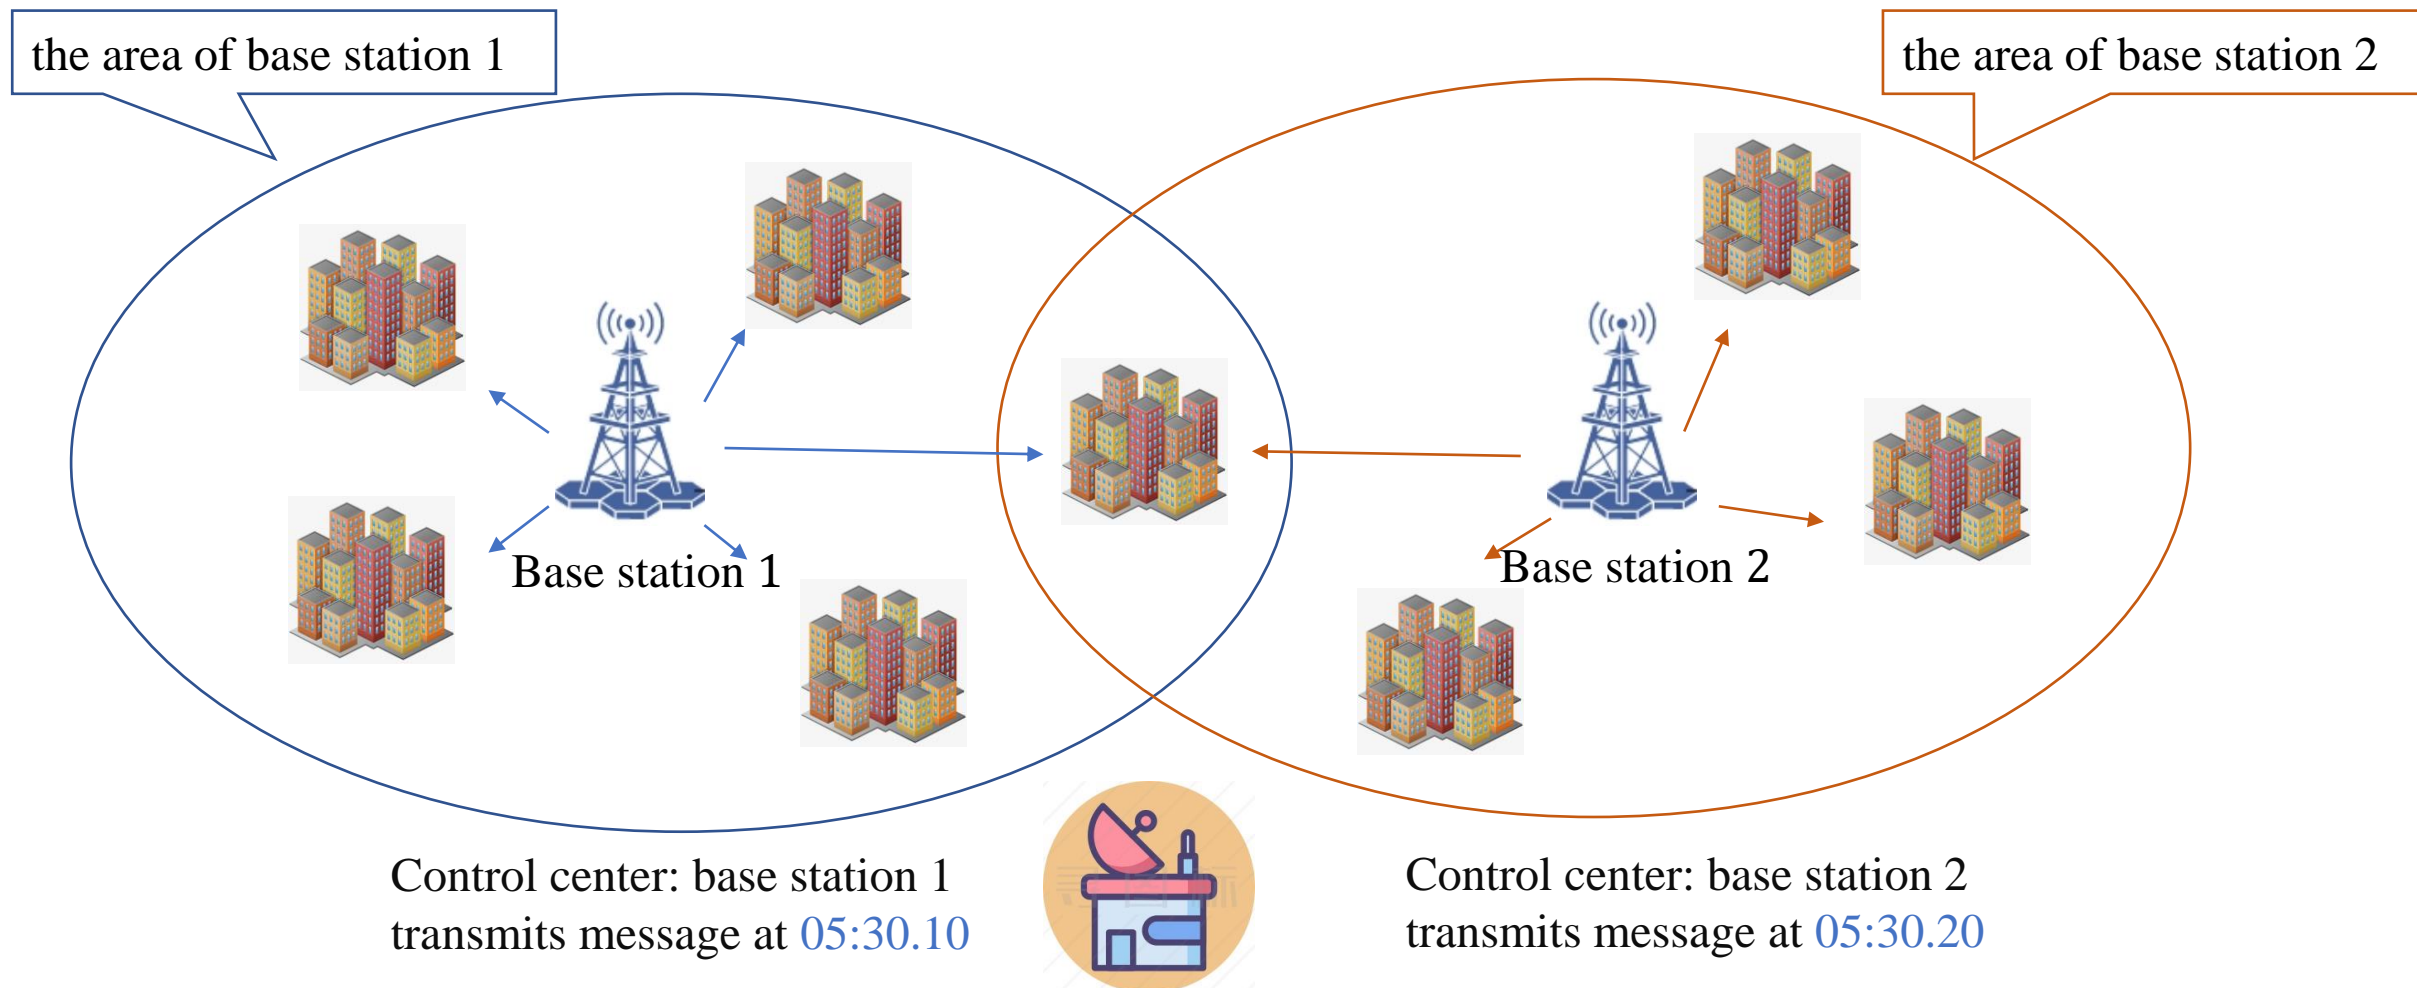 the area of base station 1
the area of base station 2
Base station 1
Base station 2
Control center: base station 1
transmits message at 05:30.10
Control center: base station 2
transmits message at 05:30.20